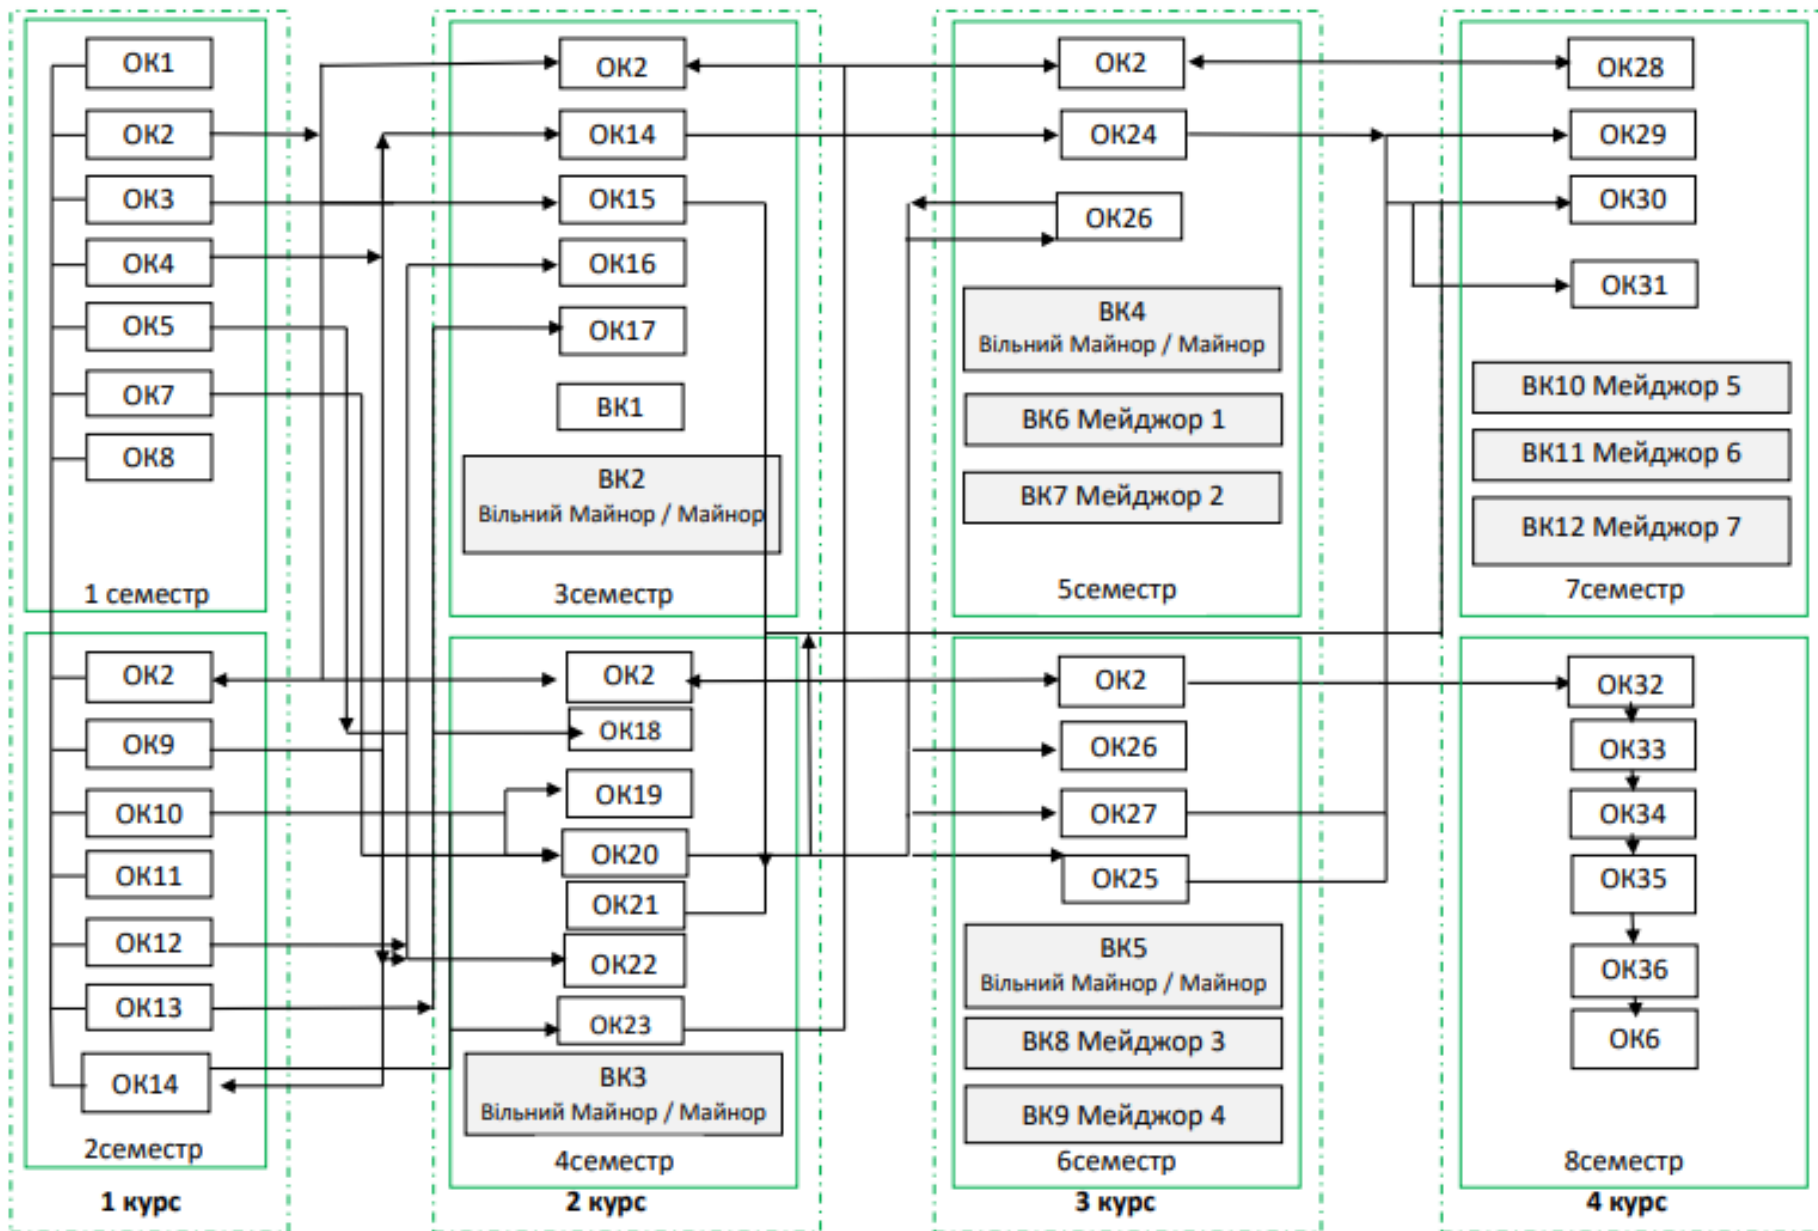 ОК1
ОК2
ОК3
ОК4
ОК5
ОК7
ОК8
1 семестр
ОК2
ОК9
ОК10
ОК11
ОК12
ОК13
ОК14
2семестр
1 курс
ОК2
ОК14
ОК15
ОК16
ОК17
ВК1
ВК2
Вільний Майнор / Майнор
3семестр
ОК2
ОК18
ОК19
ОК20
ОК21
ОК22
ОК23
ВК3
Вільний Майнор / Майнор
4семестр
2 курс
ОК2
ОК24
ОК26
ВК4
Вільний Майнор / Майнор
ВК6 Мейджор 1
ВК7 Мейджор 2
5семестр
ОК2
ОК26
ОК27
ОК25
ВК5
Вільний Майнор / Майнор
ВК8 Мейджор 3
ВК9 Мейджор 4
6семестр
3 курс
ОК28
ОК29
ОК30
ОК31
ВК10 Мейджор 5
ВК11 Мейджор 6
ВК12 Мейджор 7
7семестр
ОК32
ОК33
ОК34
ОК35
ОК36
ОК6
8семестр
4 курс